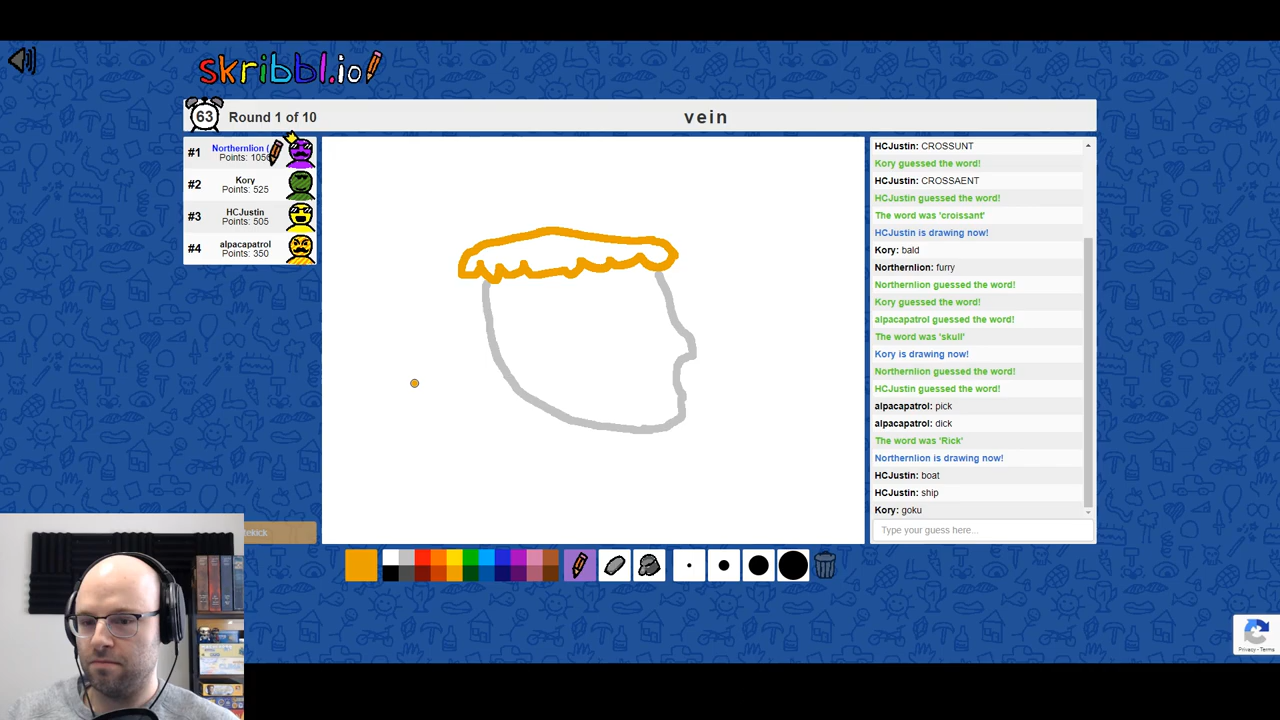 skribbl.io
63
Round 1 of 10
vein
#1
Northernlion (
Points: 1050
#2
Kory
Points: 525
#3
HCJustin
Points: 505
#4
alpacapatrol
Points: 350
HCJustin: CROSSUNT
Kory guessed the word!
HCJustin: CROSSAENT
HCJustin guessed the word!
The word was 'croissant'
HCJustin is drawing now!
Kory: bald
Northernlion: furry
Northernlion guessed the word!
Kory guessed the word!
alpacapatrol guessed the word!
The word was 'skull'
Kory is drawing now!
Northernlion guessed the word!
HCJustin guessed the word!
alpacapatrol: pick
alpacapatrol: dick
The word was 'Rick'
Northernlion is drawing now!
HCJustin: boat
HCJustin: ship
Kory: goku
Type your guess here...
Privacy - Terms